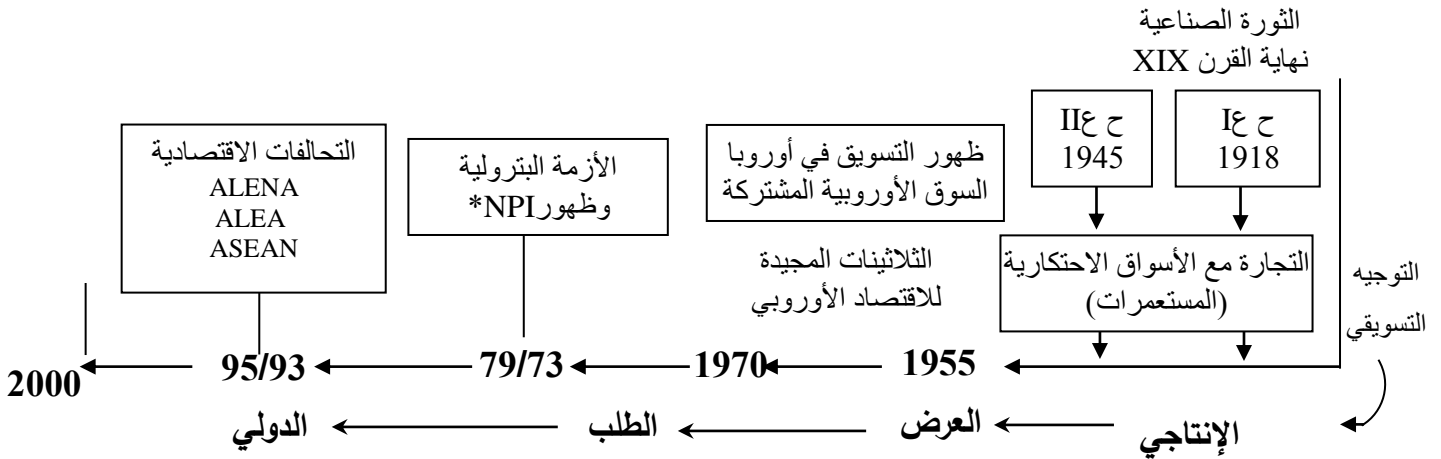 الثورة الصناعية
نهاية القرن XIX
ح عI
1918
ح عII
1945
ظهور التسويق في أوروبا
السوق الأوروبية المشتركة
الأزمة البترولية
وظهورNPI*
التحالفات الاقتصادية
ALENA
ALEA
ASEAN
التجارة مع الأسواق الاحتكارية
(المستعمرات)
الثلاثينات المجيدة
للاقتصاد الأوروبي
التوجيه
التسويقي
1955
1970
79/73
95/93
2000
الإنتاجي
العرض
الطلب
الدولي